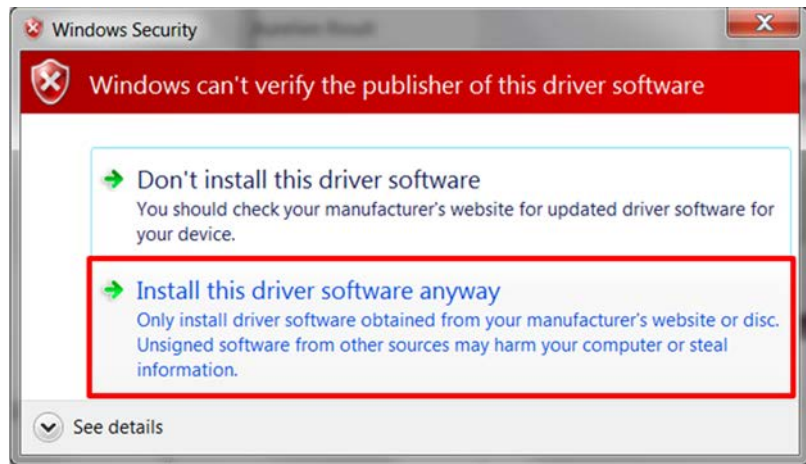 Windows Security
Windows can't verify the publisher of this driver software
Don't install this driver software
You should check your manufacturer's website for updated driver software for
your device.
Install this driver software anyway
Only install driver software obtained from your manufacturer's website or disc.
Unsigned software from other sources may harm your computer or steal
information.
See details